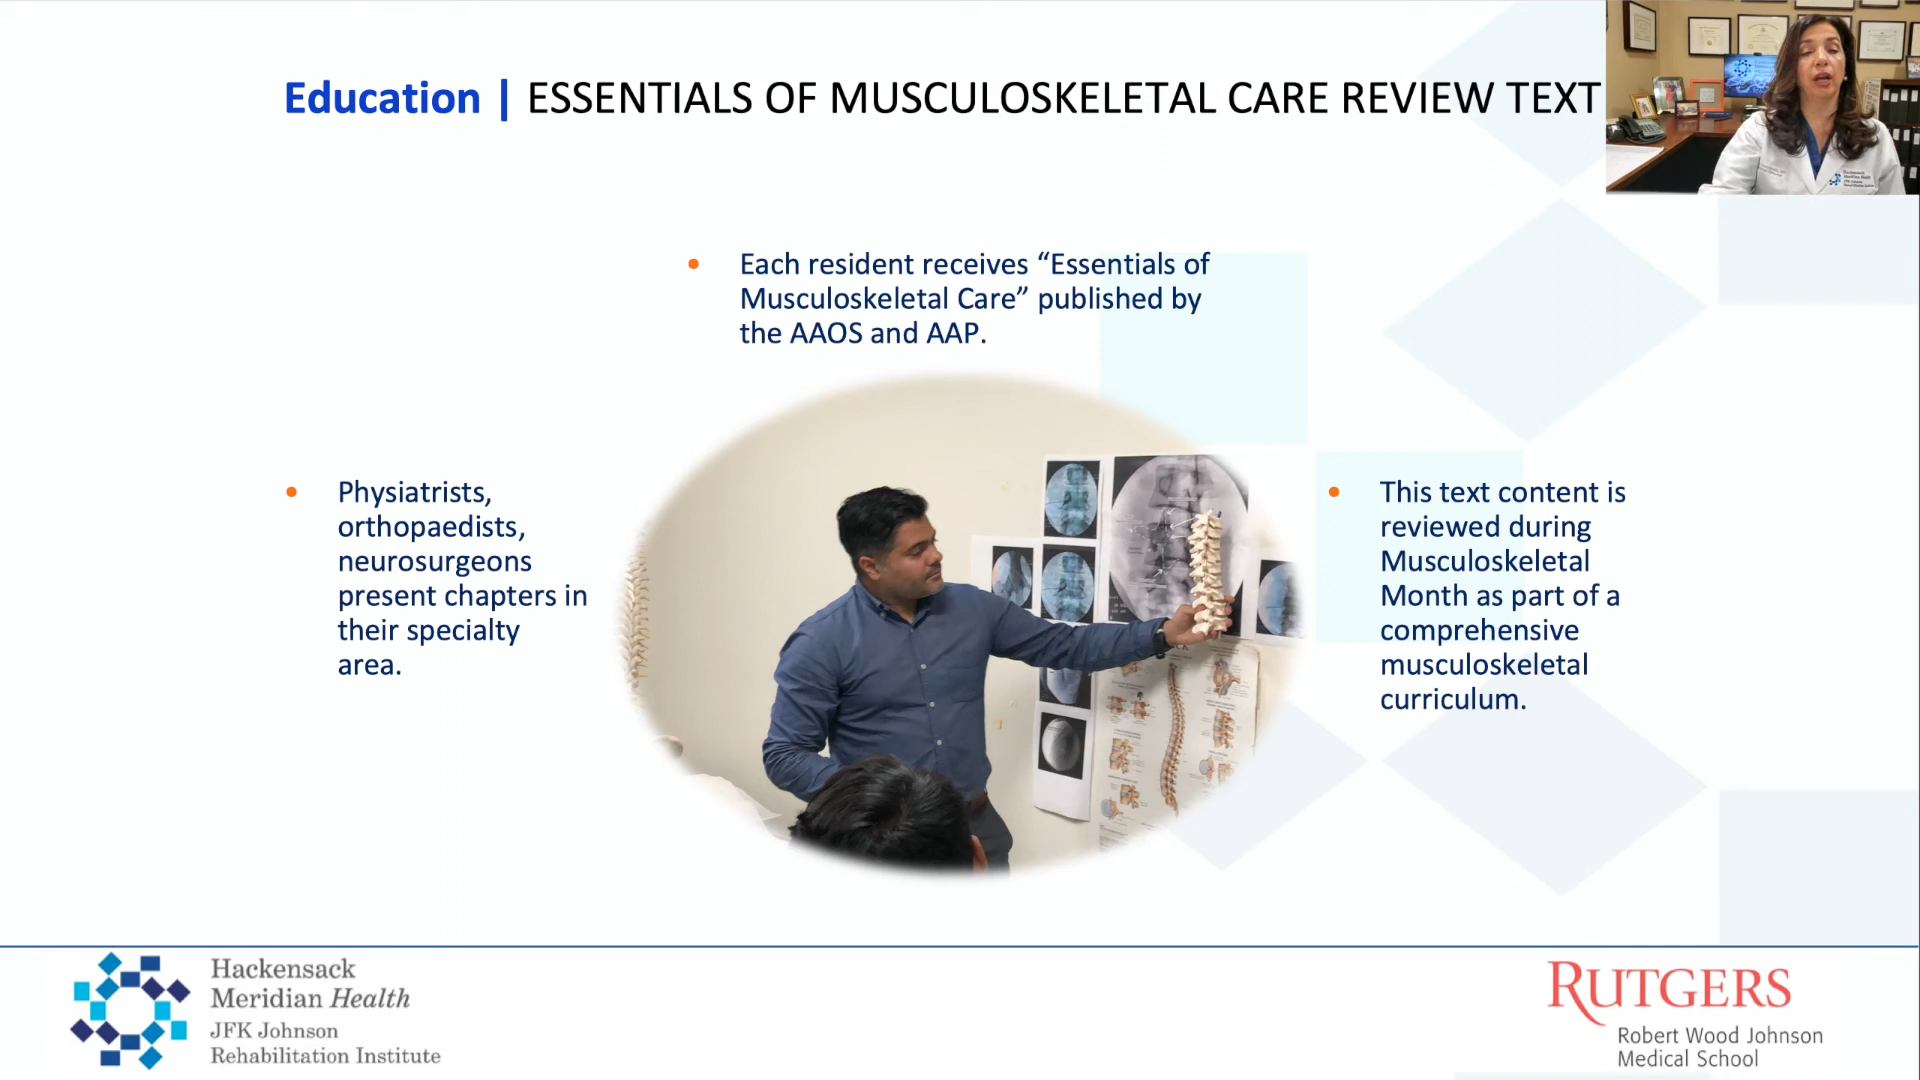 Education | ESSENTIALS OF MUSCULOSKELETAL CARE REVIEW TEXT
• Each resident receives “Essentials of
Musculoskeletal Care” published by
the AAOS and AAP.
• Physiatrists,
orthopaedists,
neurosurgeons
present chapters in
their specialty
area.
• This text content is
reviewed during
Musculoskeletal
Month as part of a
comprehensive
musculoskeletal
curriculum.
Hackensack
Meridian Health
JFK Johnson
Rehabilitation Institute
RUTGERS
Robert Wood Johnson
Medical School